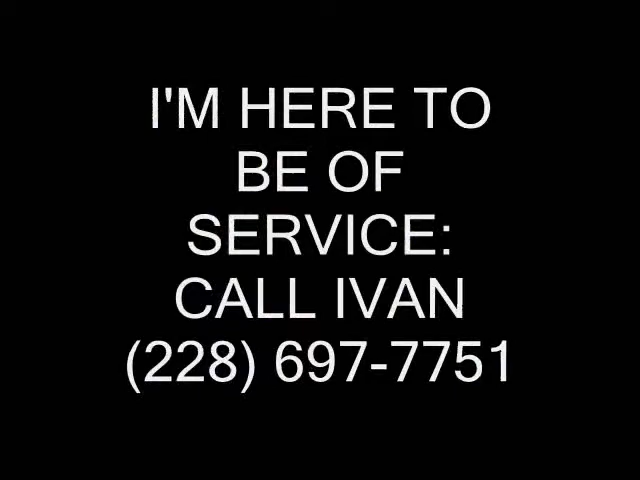 I'M HERE TO
BE OF
SERVICE:
CALL IVAN
(228) 697-7751